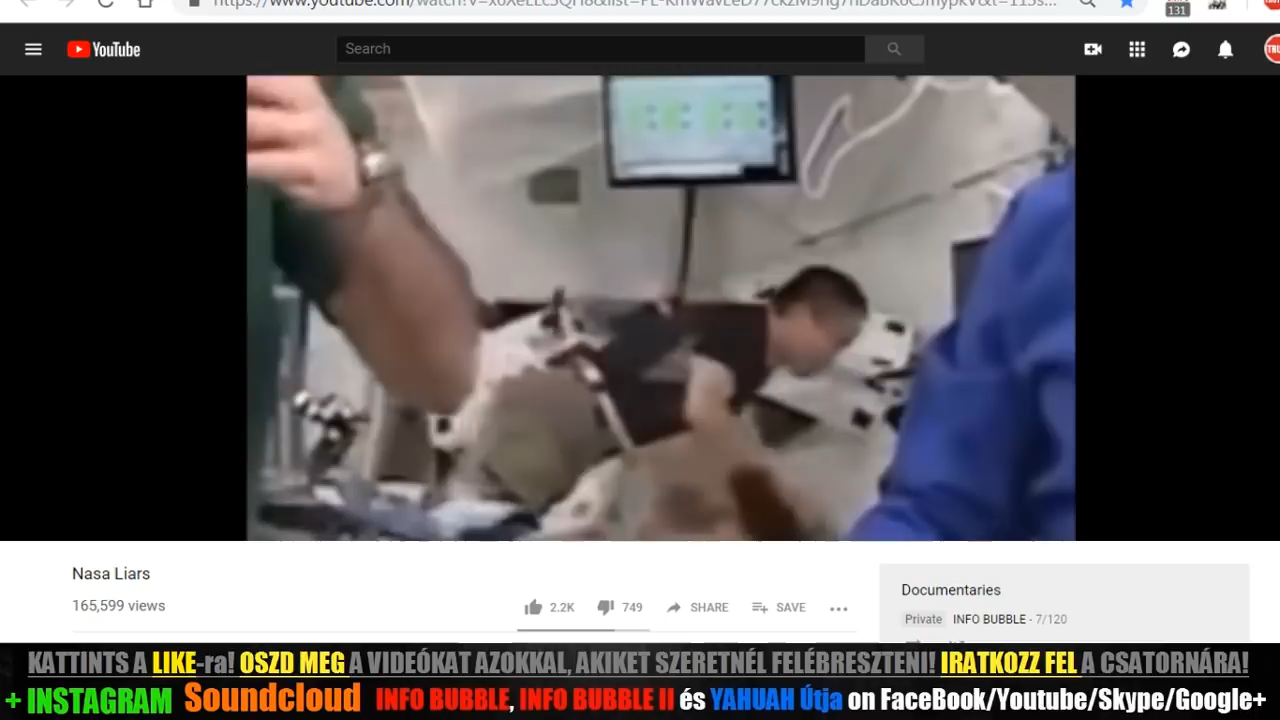 YouTube
Search
131
Nasa Liars
165,599 views
2.2K
749
SHARE
SAVE
Documentaries
Private INFO BUBBLE - 7/120
KATTINTS A LIKE-ra! OSZD MEG A VIDEÓKAT AZOKKAL, AKIKET SZERETNÉL FELÉBRESZTENI! IRATKOZZ FEL A CSATORNÁRA!
+ INSTAGRAM Soundcloud INFO BUBBLE, INFO BUBBLE II és YAHUAH Útja on FaceBook/Youtube/Skype/Google+